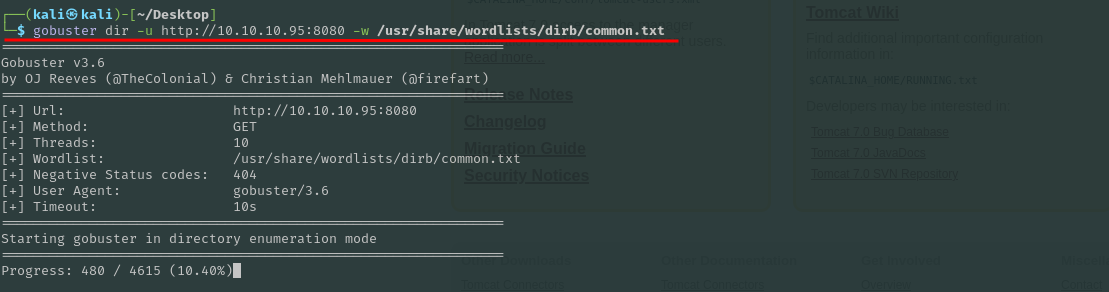 ┌──(kali㉿kali)-[~/Desktop]
└─$ gobuster dir -u http://10.10.10.95:8080 -w /usr/share/wordlists/dirb/common.txt
Gobuster v3.6
by OJ Reeves (@TheColonial) & Christian Mehlmauer (@firefart)
[+] Url: http://10.10.10.95:8080
[+] Method: GET
[+] Threads: 10
[+] Wordlist: /usr/share/wordlists/dirb/common.txt
[+] Negative Status codes: 404
[+] User Agent: gobuster/3.6
[+] Timeout: 10s
Starting gobuster in directory enumeration mode
Progress: 480 / 4615 (10.40%)
users.
Read more...
Release Notes
Changelog
Migration Guide
Security Notices
Tomcat Wiki
Find additional important configuration
information in:
$CATALINA_HOME/RUNNING.txt
Developers may be interested in
Tomcat 7.0 Bug Database
Tomcat 7.0 JavaDocs
Tomcat 7.0 SVN Repository
Other Downloads
Tomcat Connectors
Other Documentation
Tomcat Connectors
Get Involved
Overview